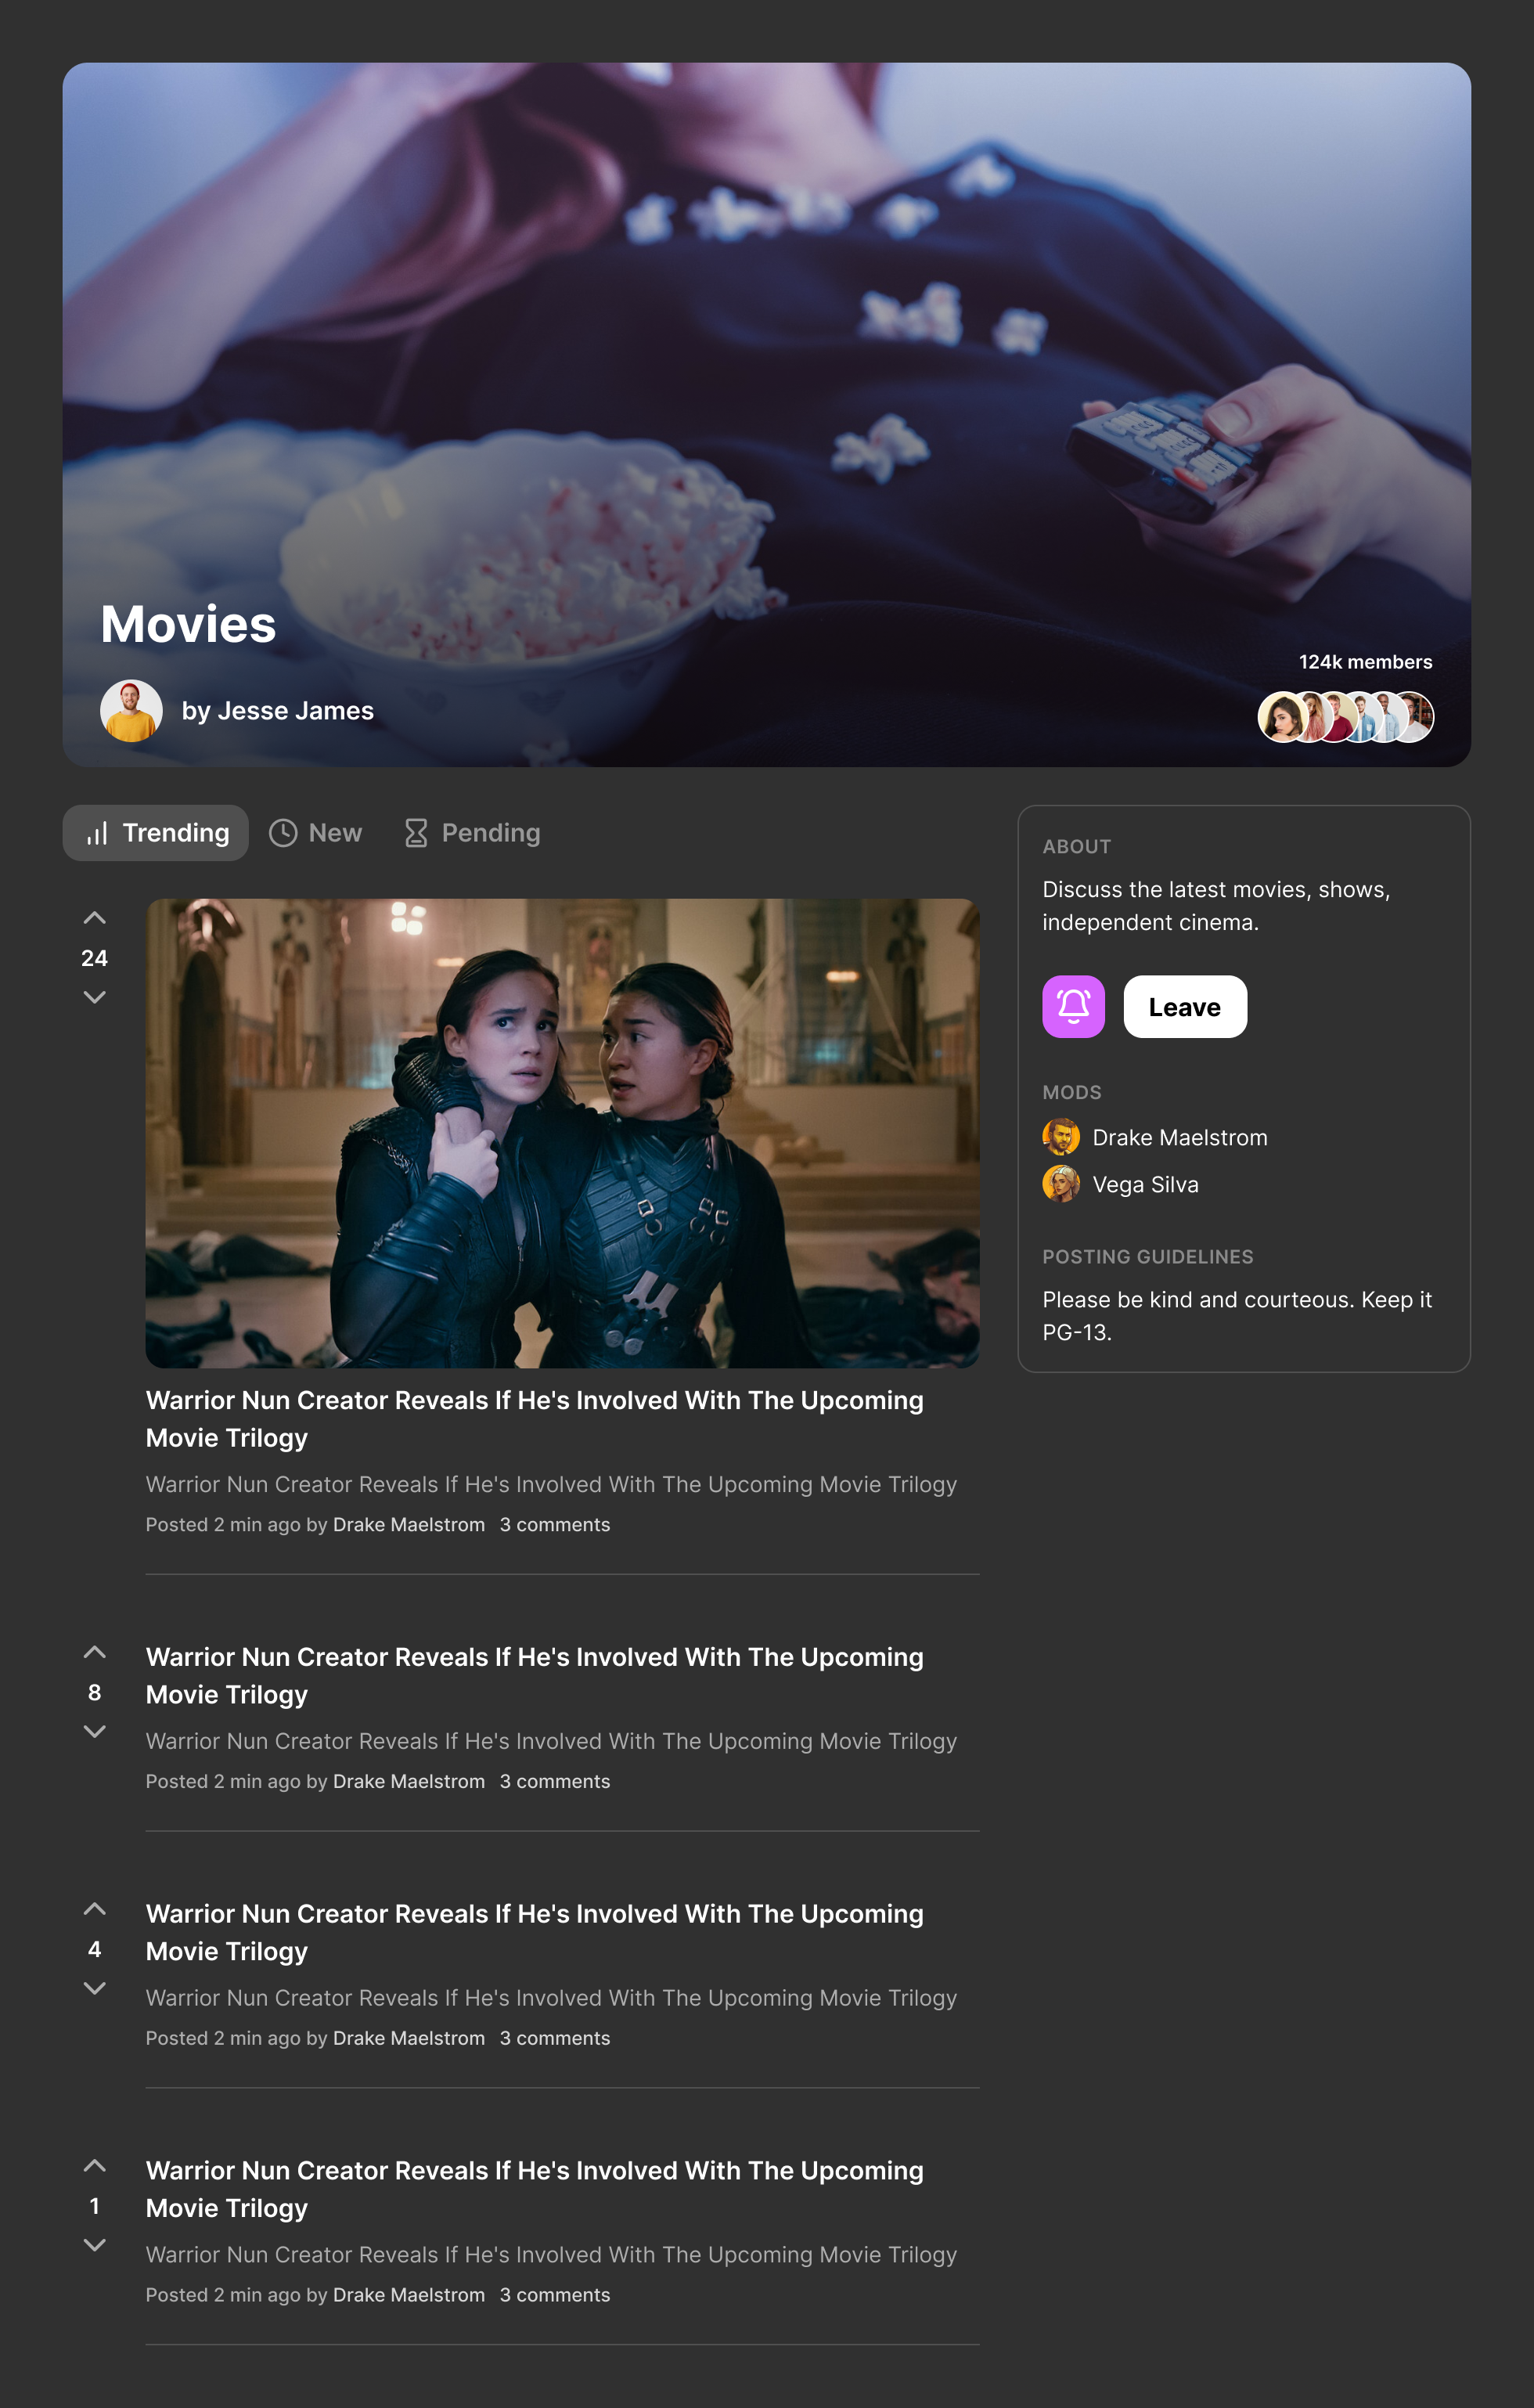 Movies
by Jesse James
124k members
Trending
New
Pending
24
Warrior Nun Creator Reveals If He's Involved With The Upcoming
Movie Trilogy
Warrior Nun Creator Reveals If He's Involved With The Upcoming Movie Trilogy
Posted 2 min ago by Drake Maelstrom 3 comments
8
Warrior Nun Creator Reveals If He's Involved With The Upcoming
Movie Trilogy
Warrior Nun Creator Reveals If He's Involved With The Upcoming Movie Trilogy
Posted 2 min ago by Drake Maelstrom 3 comments
4
Warrior Nun Creator Reveals If He's Involved With The Upcoming
Movie Trilogy
Warrior Nun Creator Reveals If He's Involved With The Upcoming Movie Trilogy
Posted 2 min ago by Drake Maelstrom 3 comments
1
Warrior Nun Creator Reveals If He's Involved With The Upcoming
Movie Trilogy
Warrior Nun Creator Reveals If He's Involved With The Upcoming Movie Trilogy
Posted 2 min ago by Drake Maelstrom 3 comments
ABOUT
Discuss the latest movies, shows,
independent cinema.
Leave
MODS
Drake Maelstrom
Vega Silva
POSTING GUIDELINES
Please be kind and courteous. Keep it
PG-13.